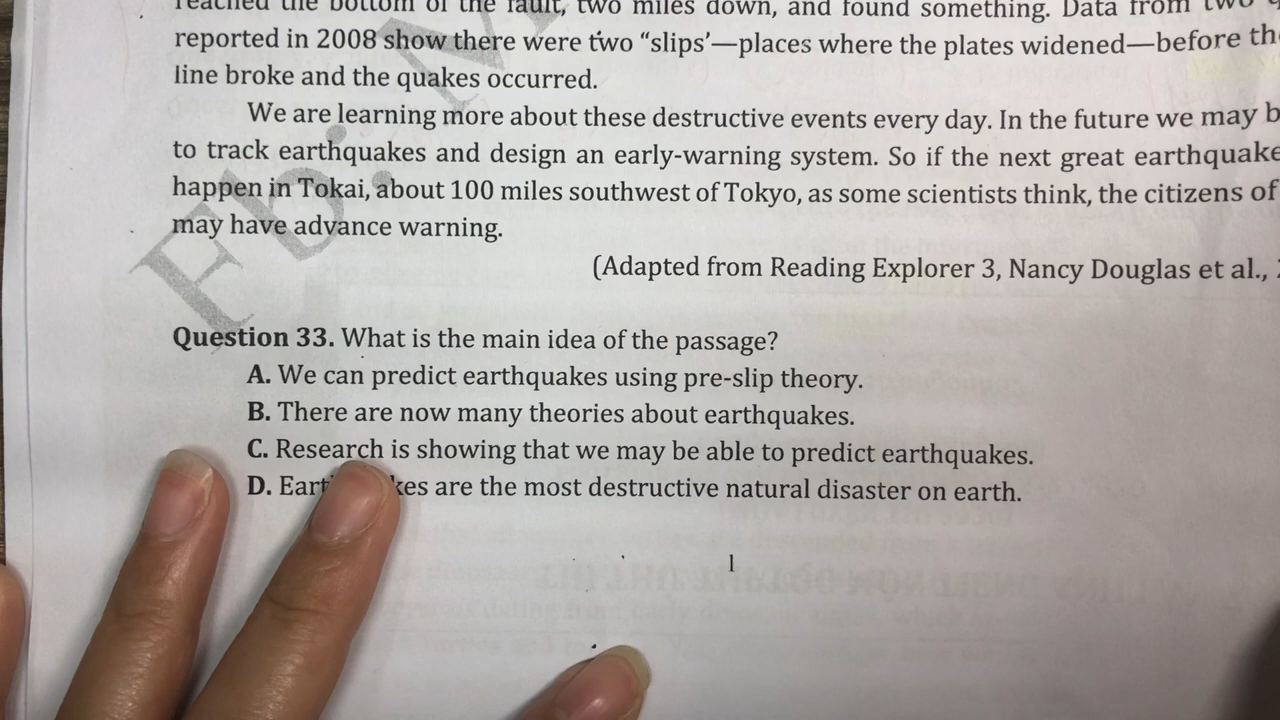 reached the bottom of the fault, two miles down, and found something. Data from two
reported in 2008 show there were two “slips’—places where the plates widened—before the
line broke and the quakes occurred.
We are learning more about these destructive events every day. In the future we may b
to track earthquakes and design an early-warning system. So if the next great earthquake
happen in Tokai, about 100 miles southwest of Tokyo, as some scientists think, the citizens of
may have advance warning.
(Adapted from Reading Explorer 3, Nancy Douglas et al.,
Question 33. What is the main idea of the passage?
A. We can predict earthquakes using pre-slip theory.
B. There are now many theories about earthquakes.
C. Research is showing that we may be able to predict earthquakes.
D. Eart kes are the most destructive natural disaster on earth.
1
Fb: M